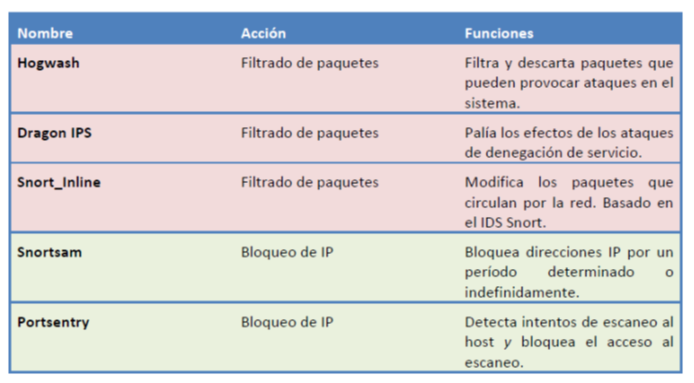 Nombre Acción Funciones
Hogwash Filtrado de paquetes Filtra y descarta paquetes que
pueden provocar ataques en el
sistema.
Dragon IPS Filtrado de paquetes Palía los efectos de los ataques
de denegación de servicio.
Snort_Inline Filtrado de paquetes Modifica los paquetes que
circulan por la red. Basado en
el IDS Snort.
Snortsam Bloqueo de IP Bloquea direcciones IP por un
período determinado o
indefinidamente.
Portsentry Bloqueo de IP Detecta intentos de escaneo al
host y bloquea el acceso al
escaneo.